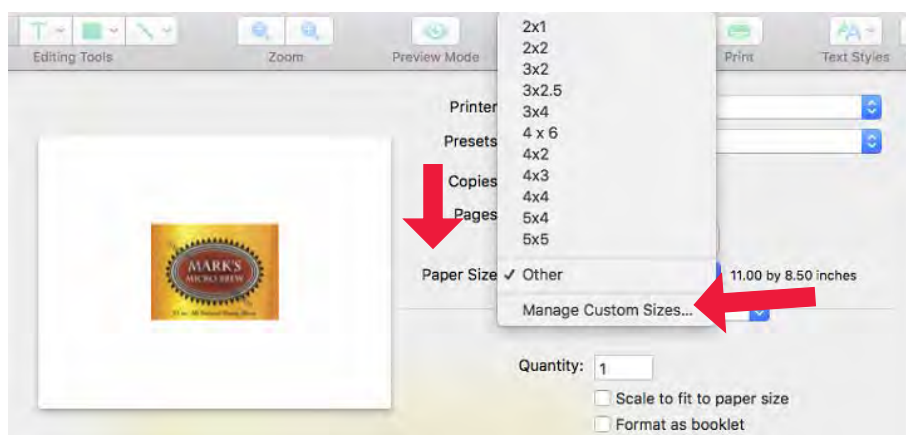 Editing Tools
Zoom
Preview Mode
Print
Text Styles
2x1
2x2
3x2
3x2.5
3x4
4 x 6
4x2
4x3
4x4
5x4
5x5
✓ Other
Manage Custom Sizes...
Printer
Presets
Copies
Pages
Paper Size
11.00 by 8.50 inches
MARK'S
MICRO BREW
Quantity: 1
Scale to fit to paper size
Format as booklet